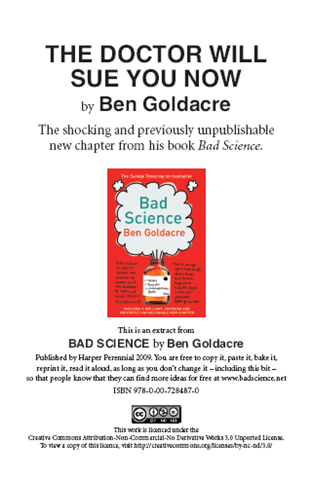 THE DOCTOR WILL
SUE YOU NOW
by Ben Goldacre
The shocking and previously unpublishable
new chapter from his book Bad Science.
The Sunday Times top ten bestseller
Bad
Science
Ben Goldacre
This is an extract from
BAD SCIENCE by Ben Goldacre
Published by Harper Perennial 2009. You are free to copy it, paste it, bake it,
reprint it, read it aloud, as long as you don't change it – including this bit –
so that people know that they can find more ideas for free at www.badscience.net
ISBN 978-0-00-728487-0
This work is licenced under the
Creative Commons Attribution-Non-Commercial-No Derivative Works 3.0 Unported License.
To view a copy of this licence, visit http://creativecommons.org/licenses/by-nc-nd/3.0/